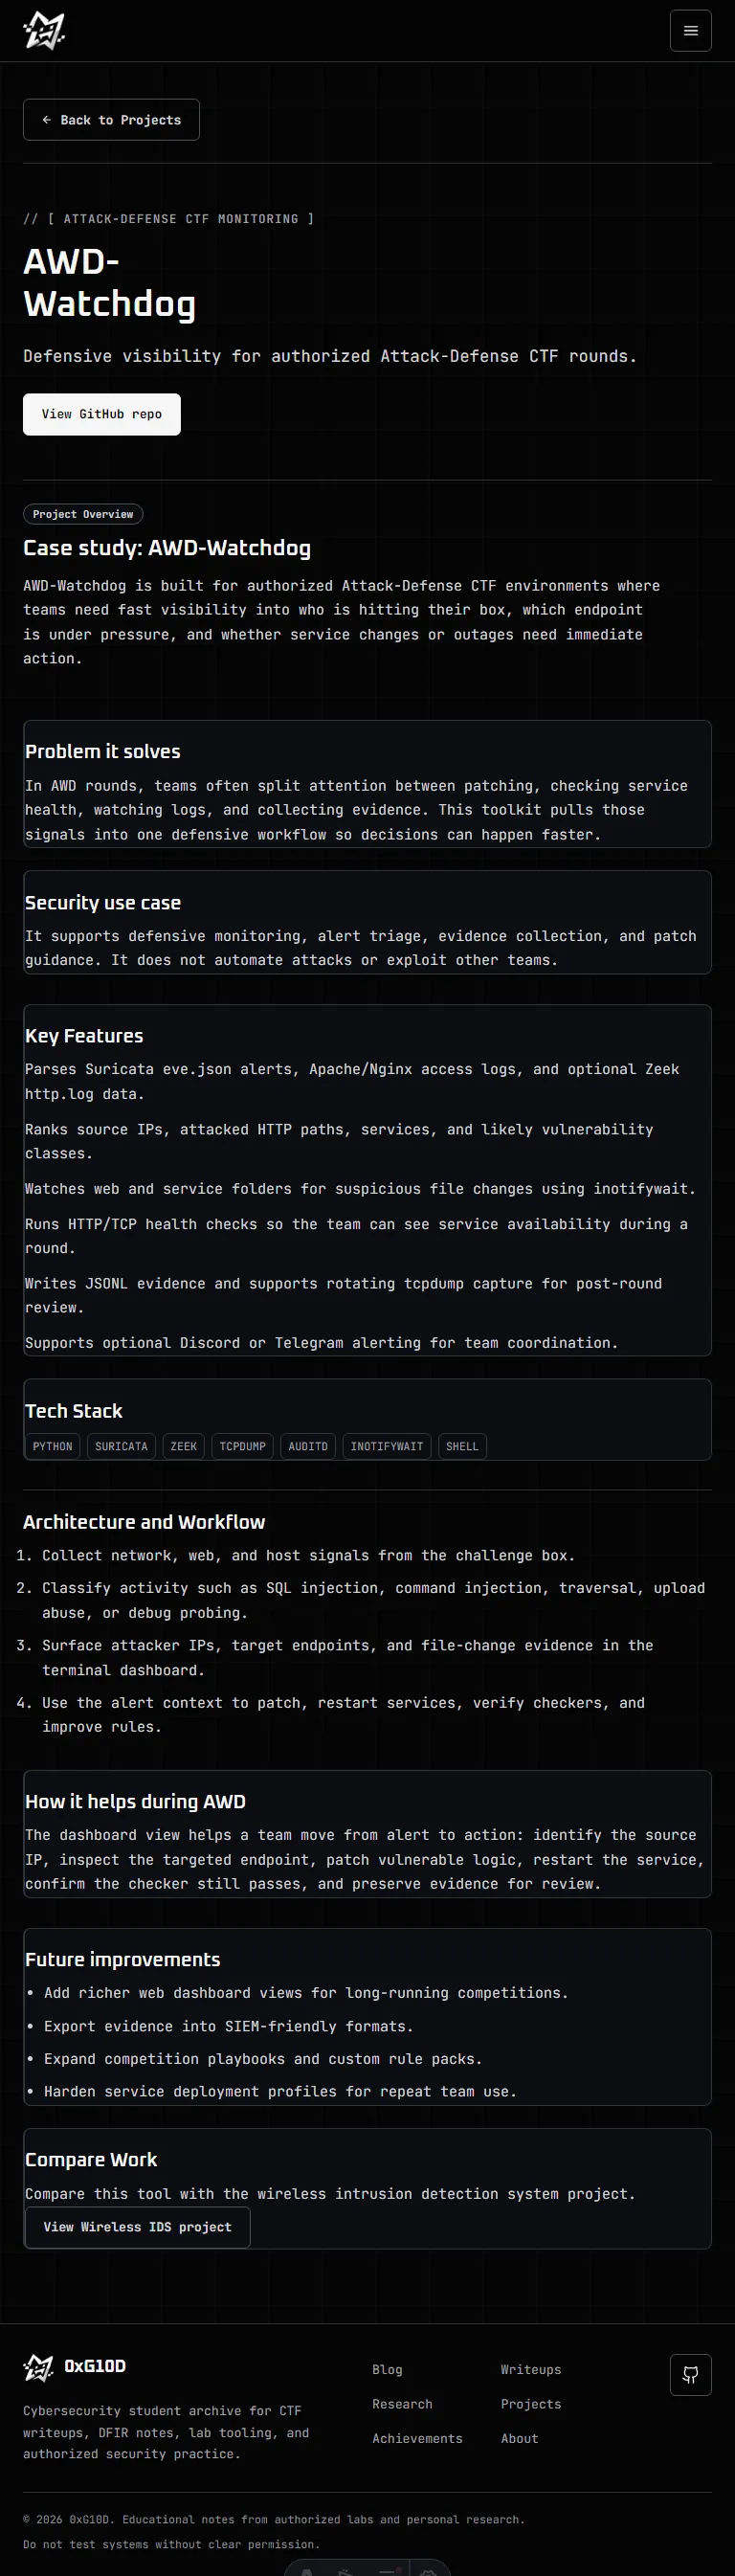 ← Back to Projects
// [ ATTACK-DEFENSE CTF MONITORING ]
AWD-
Watchdog
Defensive visibility for authorized Attack-Defense CTF rounds.
View GitHub repo
Project Overview
Case study: AWD-Watchdog
AWD-Watchdog is built for authorized Attack-Defense CTF environments where
teams need fast visibility into who is hitting their box, which endpoint
is under pressure, and whether service changes or outages need immediate
action.
Problem it solves
In AWD rounds, teams often split attention between patching, checking service
health, watching logs, and collecting evidence. This toolkit pulls those
signals into one defensive workflow so decisions can happen faster.
Security use case
It supports defensive monitoring, alert triage, evidence collection, and patch
guidance. It does not automate attacks or exploit other teams.
Key Features
Parses Suricata eve.json alerts, Apache/Nginx access logs, and optional Zeek
http.log data.
Ranks source IPs, attacked HTTP paths, services, and likely vulnerability
classes.
Watches web and service folders for suspicious file changes using inotifywait.
Runs HTTP/TCP health checks so the team can see service availability during a
round.
Writes JSONL evidence and supports rotating tcpdump capture for post-round
review.
Supports optional Discord or Telegram alerting for team coordination.
Tech Stack
PYTHON SURICATA ZEEK TCPDUMP AUDITD INOTIFYWAIT SHELL
Architecture and Workflow
1. Collect network, web, and host signals from the challenge box.
2. Classify activity such as SQL injection, command injection, traversal, upload
abuse, or debug probing.
3. Surface attacker IPs, target endpoints, and file-change evidence in the
terminal dashboard.
4. Use the alert context to patch, restart services, verify checkers, and
improve rules.
How it helps during AWD
The dashboard view helps a team move from alert to action: identify the source
IP, inspect the targeted endpoint, patch vulnerable logic, restart the service,
confirm the checker still passes, and preserve evidence for review.
Future improvements
• Add richer web dashboard views for long-running competitions.
• Export evidence into SIEM-friendly formats.
• Expand competition playbooks and custom rule packs.
• Harden service deployment profiles for repeat team use.
Compare Work
Compare this tool with the wireless intrusion detection system project.
View Wireless IDS project
0xG10D
Cybersecurity student archive for CTF
writeups, DFIR notes, lab tooling, and
authorized security practice.
Blog Writeups
Research Projects
Achievements About
© 2026 0xG10D. Educational notes from authorized labs and personal research.
Do not test systems without clear permission.